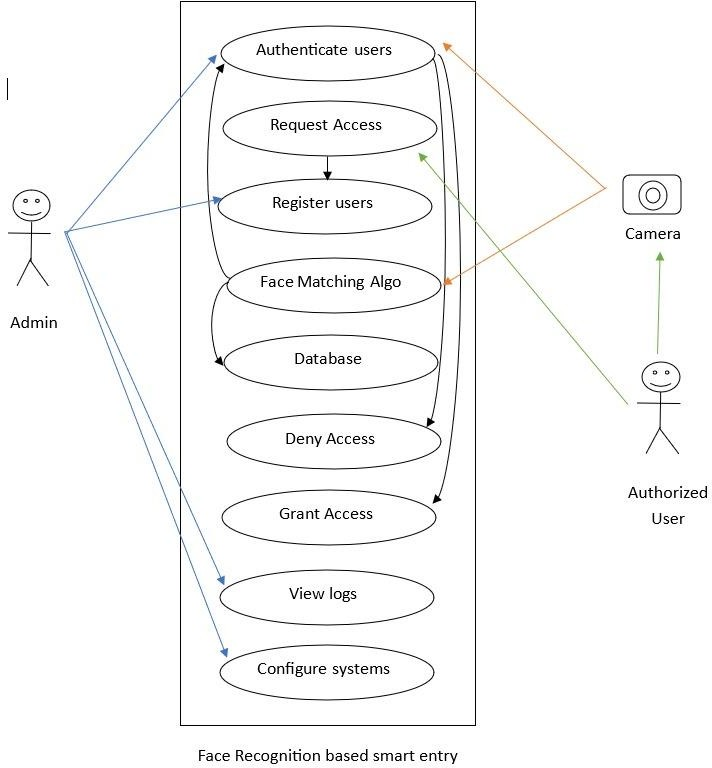 Authenticate users
Request Access
Register users
Face Matching Algo
Database
Deny Access
Grant Access
View logs
Configure systems
Admin
Camera
Authorized
User
Face Recognition based smart entry